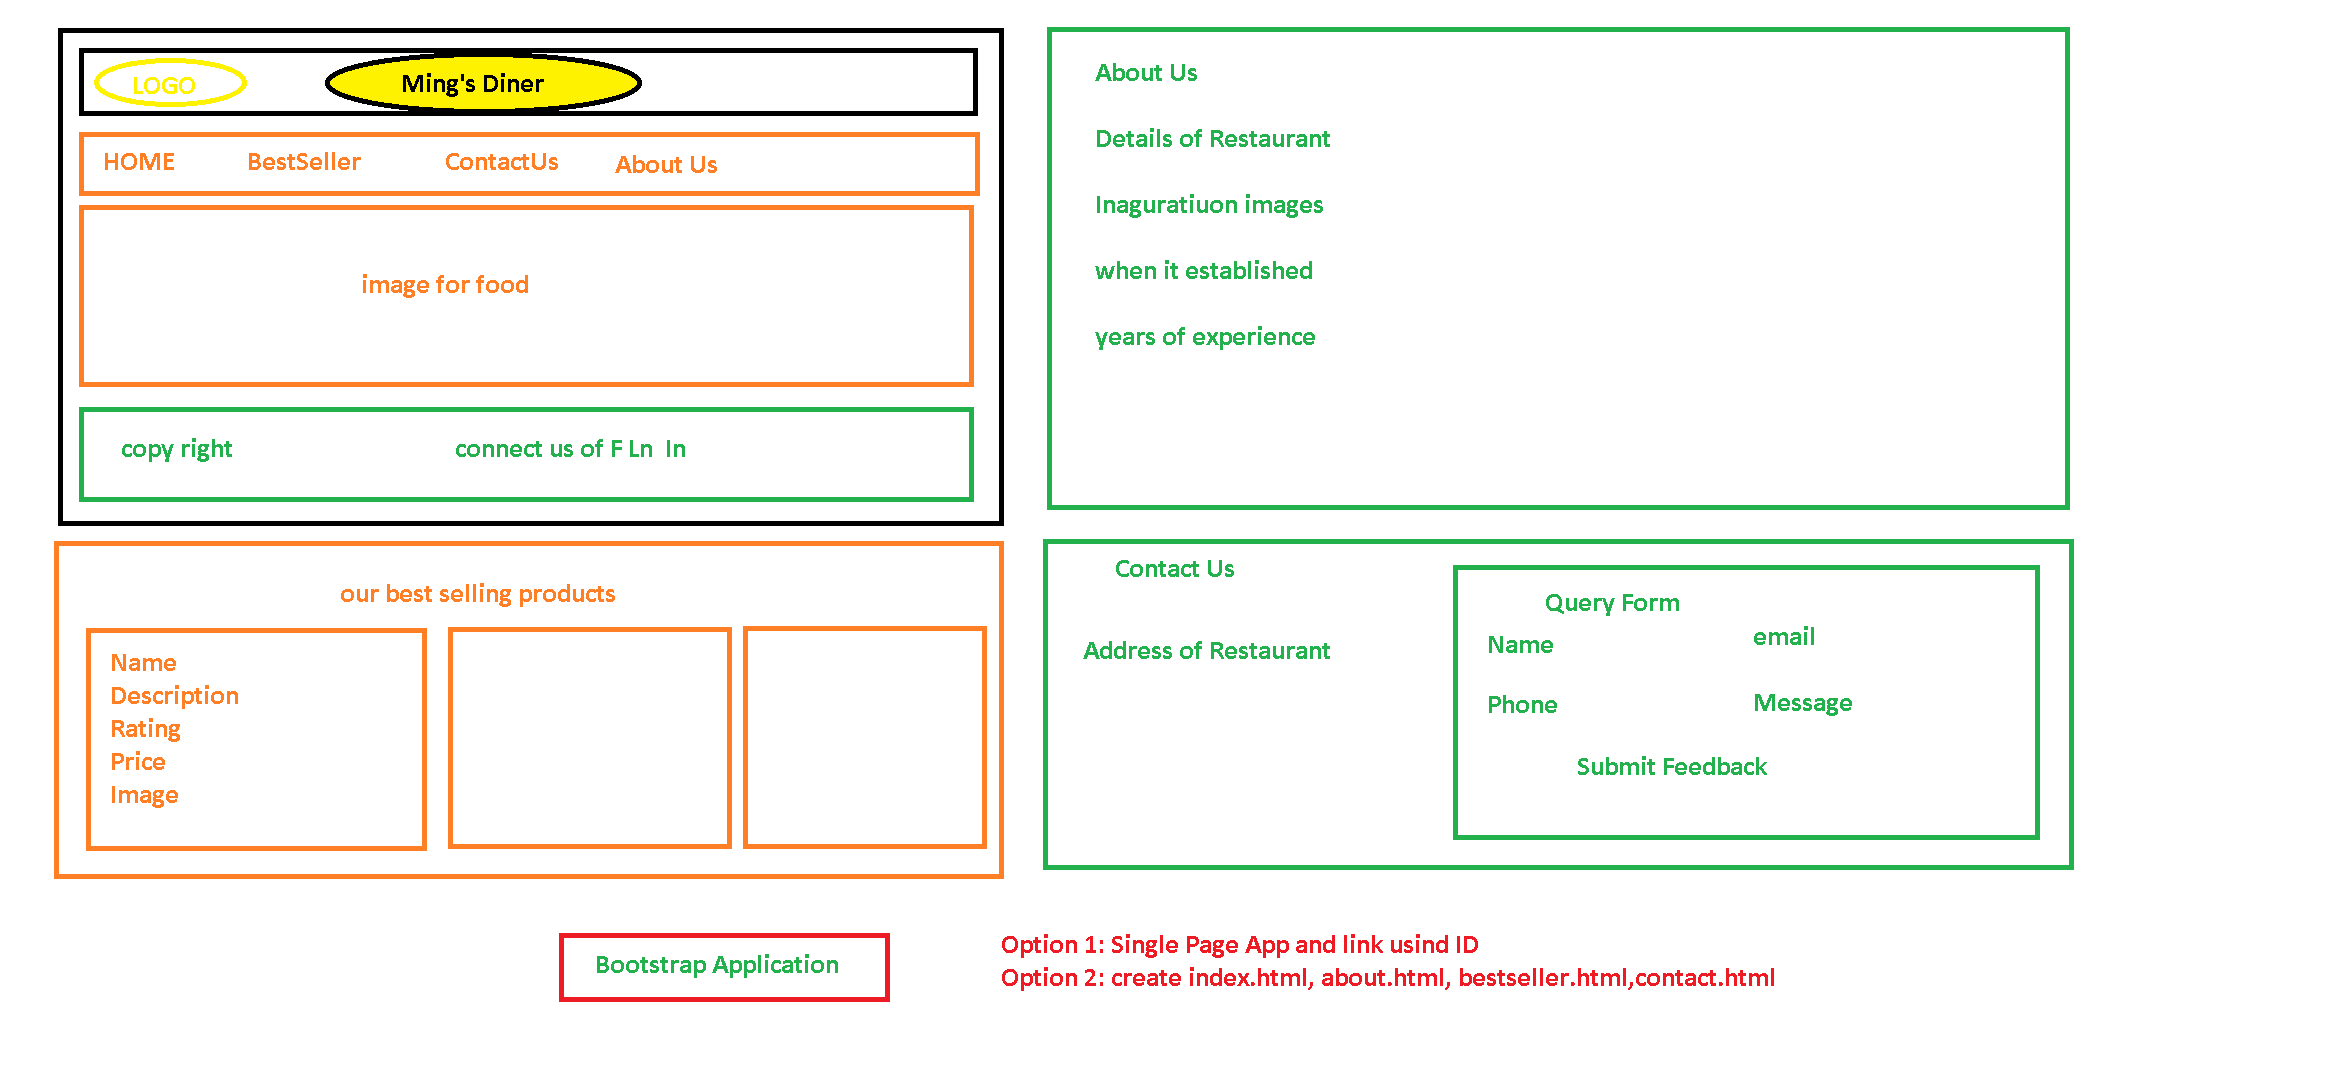 LOGO
Ming's Diner
HOME BestSeller ContactUs About Us
image for food
copy right connect us of F Ln In
About Us
Details of Restaurant
Inaguratiuon images
when it established
years of experience
our best selling products
Name
Description
Rating
Price
Image
Contact Us
Address of Restaurant
Query Form
Name email
Phone Message
Submit Feedback
Bootstrap Application
Option 1: Single Page App and link usind ID
Option 2: create index.html, about.html, bestseller.html,contact.html